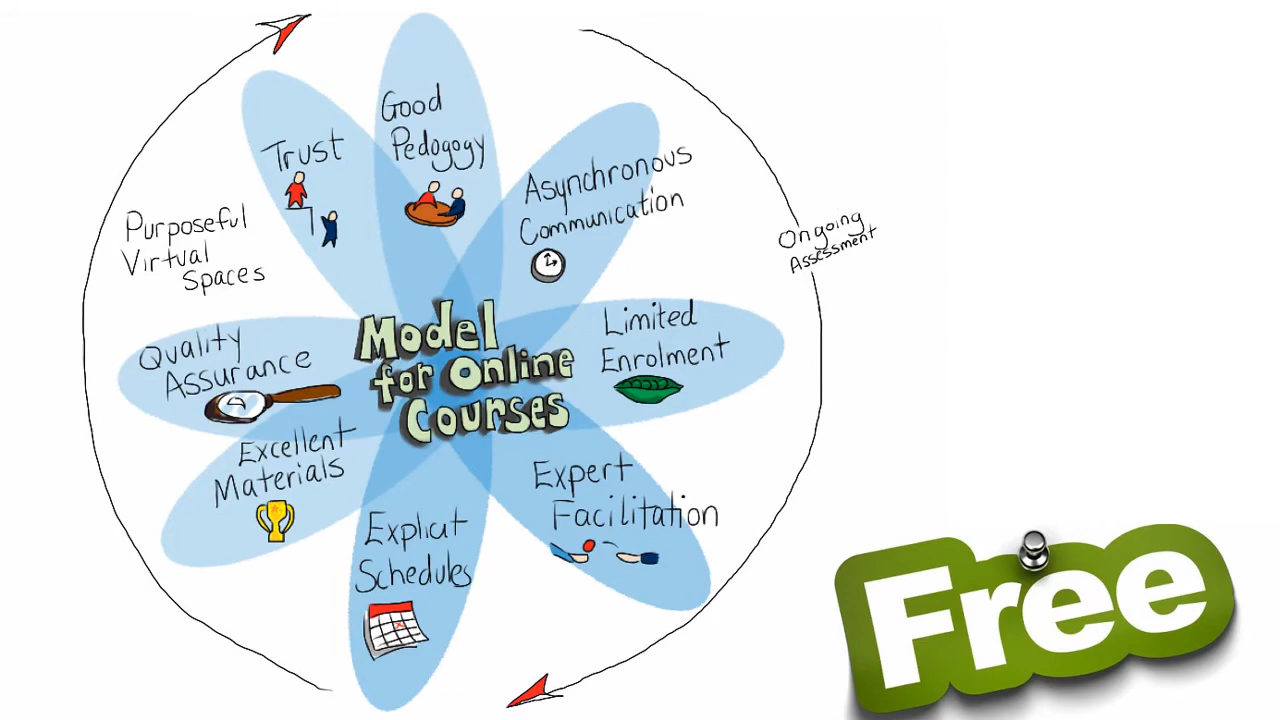 Good
Pedogogy
Trust
Asynchronous
Communication
Purposeful
Virtual
Spaces
Ongoing
Assessment
Limited
Enrolment
Quality
Assurance
Model
for Online
Courses
Excellent
Materials
Expert
Facilitation
Explicit
Schedules
Free